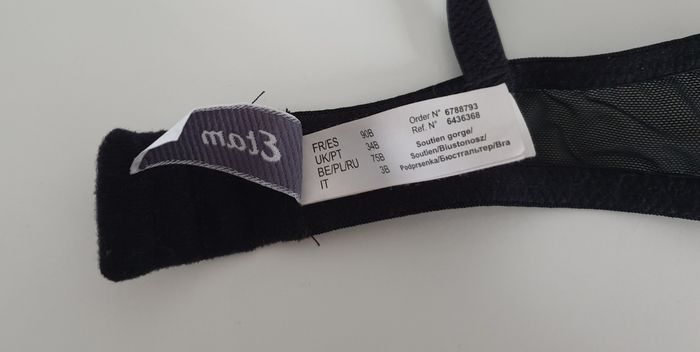 Etam
FR/ES 90B
UK/PT 34B
BE/PL/RU 75B
IT 3B
Order N° 6788793
Ref. N° 6436368
Soutien gorge/
Soutien/Biustonosz/
Podprsenka/Бюстгальтер/Bra